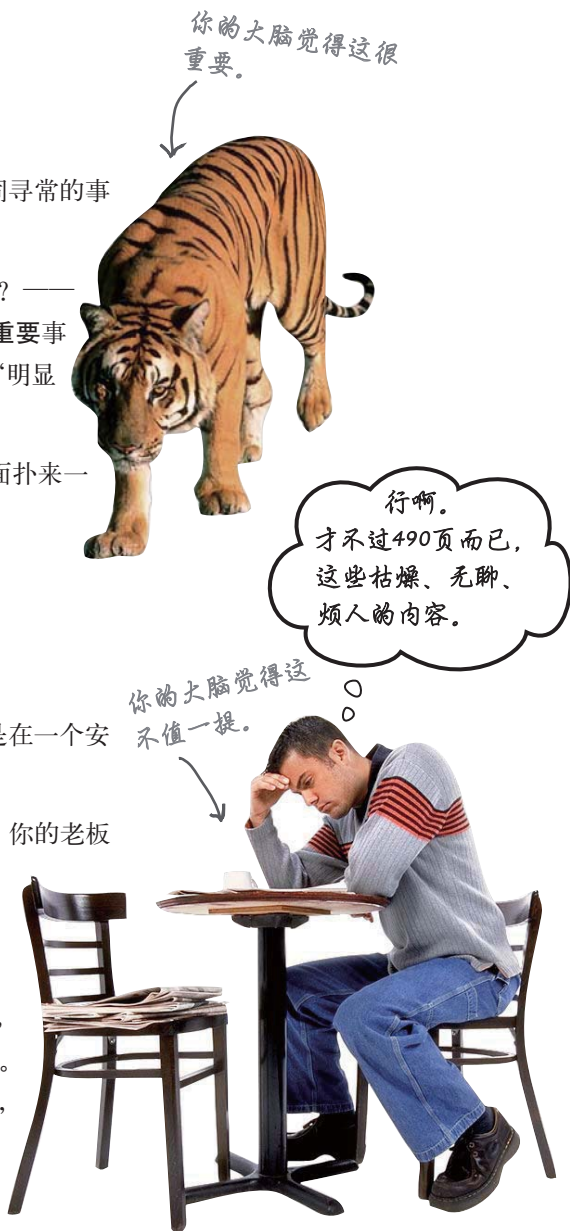 你的大脑觉得这很
重要。
寻常的事
？——
重要事
“明显
面扑来一
行啊。
才不过490页而已，
这些枯燥、无聊、
烦人的内容。
你的大脑觉得这
不值一提。
是在一个安
你的老板
，
。
，